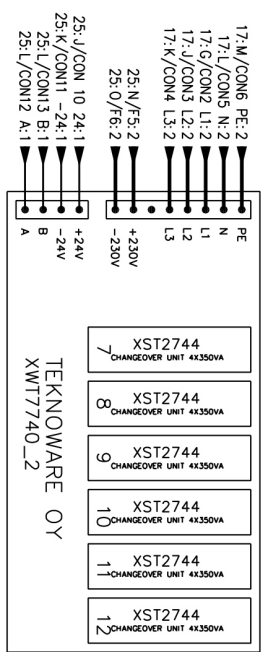 17:M/CON6 PE:2
17:L/CON5 N:2
17:G/CON2 L1:2
17:J/CON3 L2:2
17:K/CON4 L3:2
25:N/F5:2
25:O/F6:2
25:J/CON 10 24:1
25:K/CON11 -24:1
25:L/CON13 B:1
25:L/CON12 A:1
PE
N
L1
L2
L3
+230V
-230V
+24V
-24V
B
A
7
XST2744
CHANGEOVER UNIT 4X350VA
8
XST2744
CHANGEOVER UNIT 4X350VA
9
XST2744
CHANGEOVER UNIT 4X350VA
10
XST2744
CHANGEOVER UNIT 4X350VA
11
XST2744
CHANGEOVER UNIT 4X350VA
12
XST2744
CHANGEOVER UNIT 4X350VA
TEKNOWARE OY
XWT7740_2